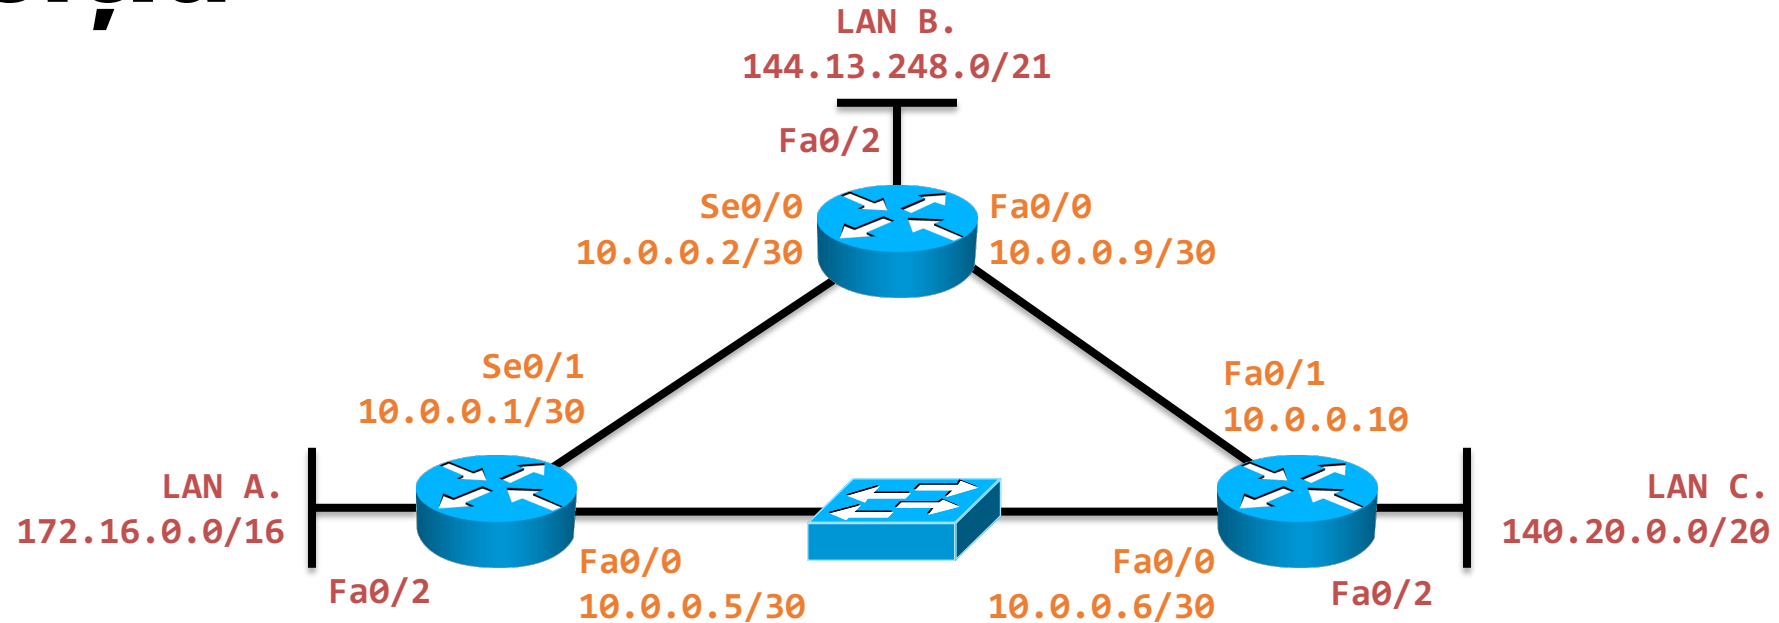 LAN B.
144.13.248.0/21
Fa0/2
Se0/0
10.0.0.2/30
Fa0/0
10.0.0.9/30
Se0/1
10.0.0.1/30
Fa0/1
10.0.0.10
LAN A.
172.16.0.0/16
Fa0/2
Fa0/0
10.0.0.5/30
Fa0/0
10.0.0.6/30
LAN C.
140.20.0.0/20
Fa0/2